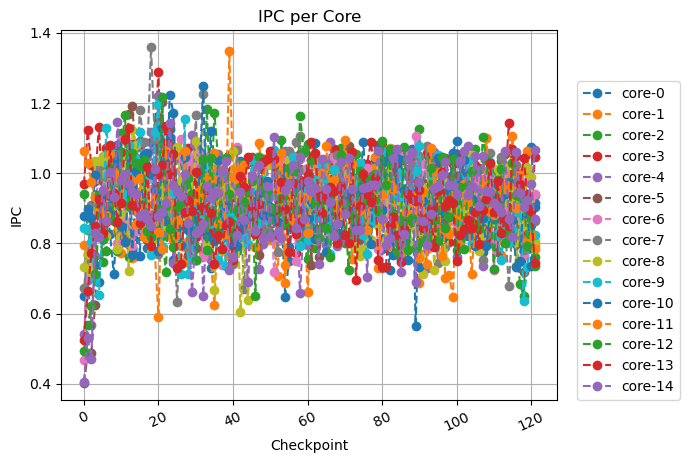 IPC per Core
1.4
1.2
1.0
0.8
0.6
0.4
IPC
0
20
40
60
80
100
120
Checkpoint
core-0
core-1
core-2
core-3
core-4
core-5
core-6
core-7
core-8
core-9
core-10
core-11
core-12
core-13
core-14